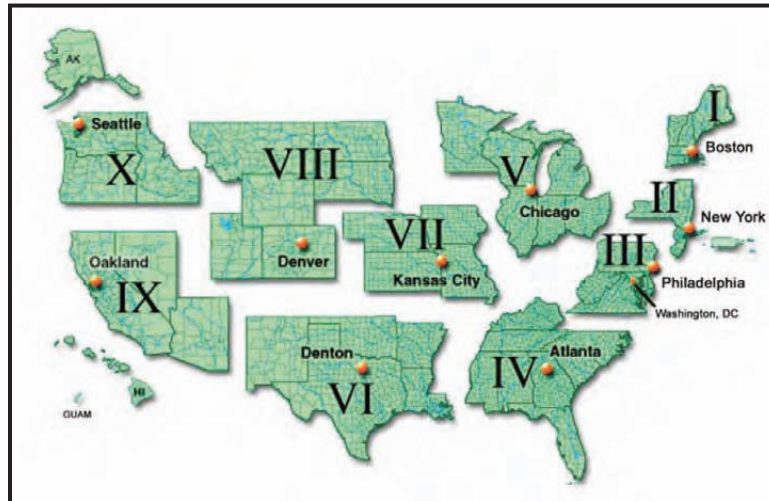 AK
Seattle
X
VIII
V
I
Boston
II
New York
Chicago
VII
III
Denver
Kansas City
Philadelphia
Oakland
IX
Washington, DC
Denton
VI
IV
Atlanta
HI
GUAM